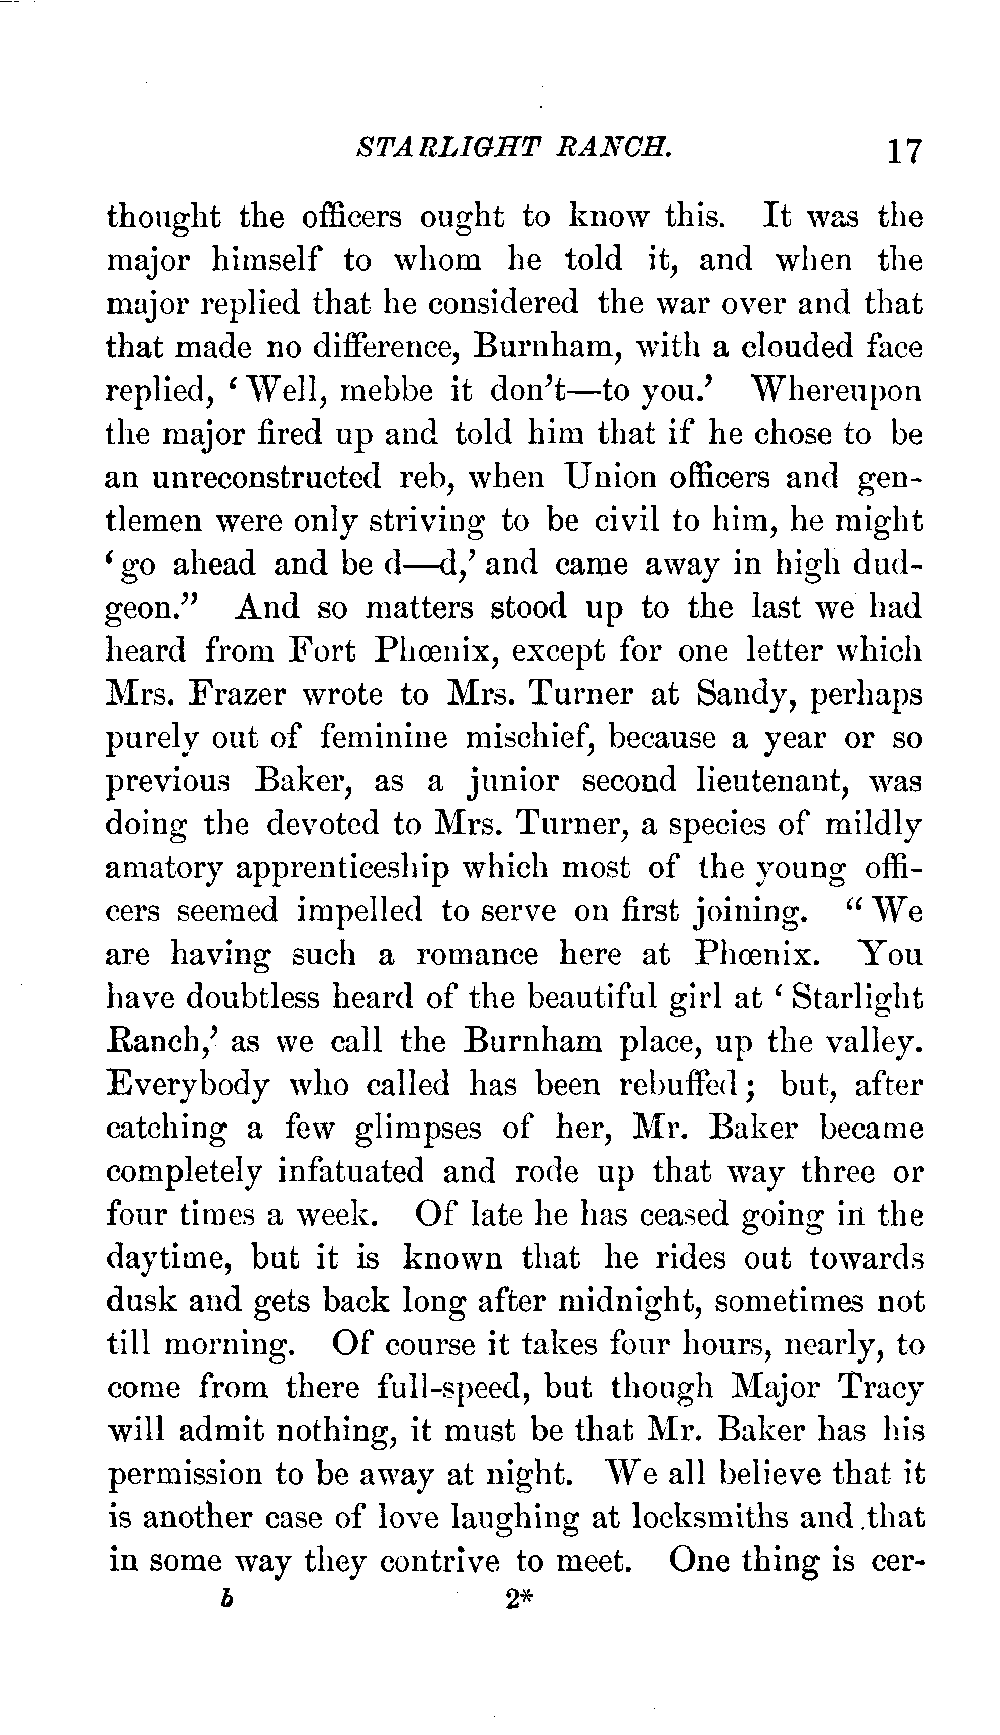 STARLIGHT RANCH. 17
thought the officers ought to know this. It was the
major himself to whom he told it, and when the
major replied that he considered the war over and that
that made no difference, Burnham, with a clouded face
replied, ‘Well, mebbe it don’t—to you.’ Whereupon
the major fired up and told him that if he chose to be
an unreconstructed reb, when Union officers and gen-
tlemen were only striving to be civil to him, he might
‘go ahead and be d—d,’ and came away in high dud-
geon.” And so matters stood up to the last we had
heard from Fort Phœnix, except for one letter which
Mrs. Frazer wrote to Mrs. Turner at Sandy, perhaps
purely out of feminine mischief, because a year or so
previous Baker, as a junior second lieutenant, was
doing the devoted to Mrs. Turner, a species of mildly
amatory apprenticeship which most of the young offi-
cers seemed impelled to serve on first joining. “We
are having such a romance here at Phœnix. You
have doubtless heard of the beautiful girl at ‘Starlight
Ranch,’ as we call the Burnham place, up the valley.
Everybody who called has been rebuffed; but, after
catching a few glimpses of her, Mr. Baker became
completely infatuated and rode up that way three or
four times a week. Of late he has ceased going in the
daytime, but it is known that he rides out towards
dusk and gets back long after midnight, sometimes not
till morning. Of course it takes four hours, nearly, to
come from there full-speed, but though Major Tracy
will admit nothing, it must be that Mr. Baker has his
permission to be away at night. We all believe that it
is another case of love laughing at locksmiths and that
in some way they contrive to meet. One thing is cer-
b 2*